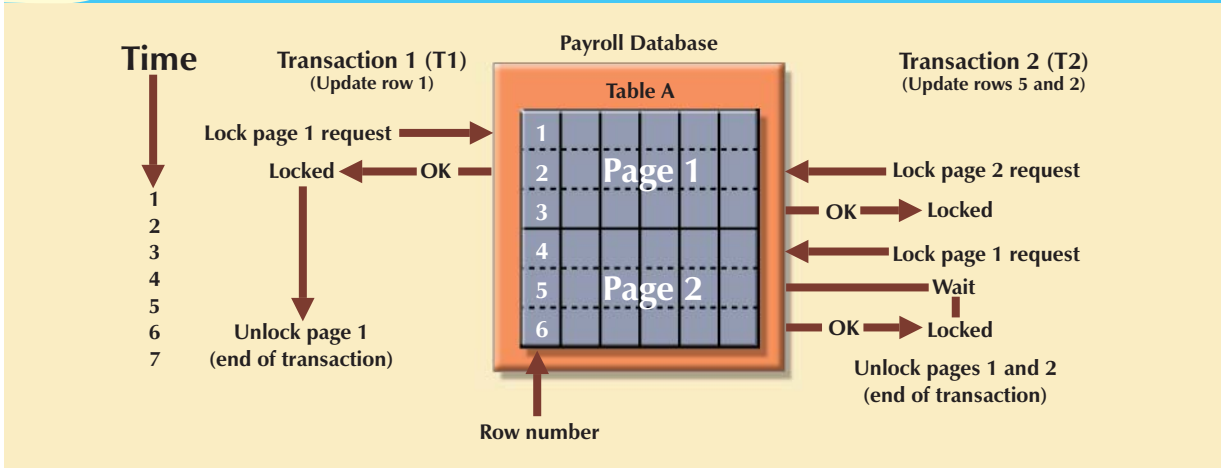 Time
Transaction 1 (T1)
(Update row 1)
Payroll Database
Transaction 2 (T2)
(Update rows 5 and 2)
Table A
Lock page 1 request
Locked
OK
1
2
3
4
5
6
7
Unlock page 1
(end of transaction)
1
2
3
4
5
6
Page 1
Page 2
Row number
Lock page 2 request
OK
Locked
Lock page 1 request
Wait
OK
Locked
Unlock pages 1 and 2
(end of transaction)